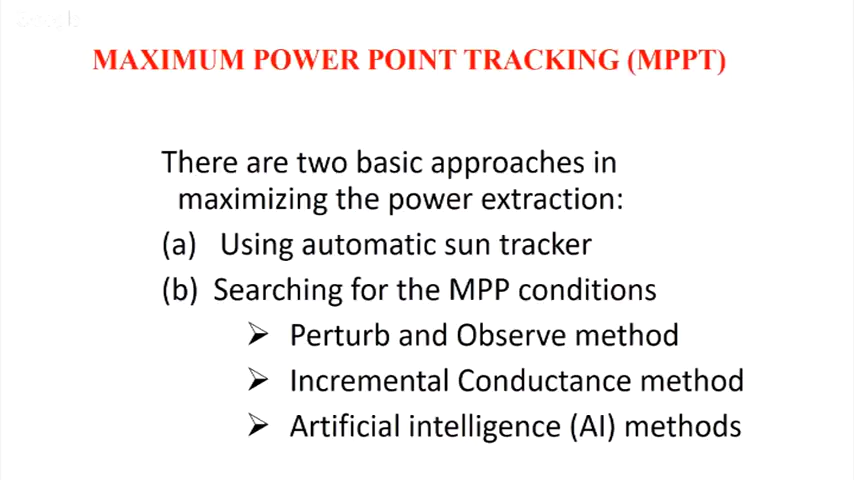 MAXIMUM POWER POINT TRACKING (MPPT)
There are two basic approaches in
maximizing the power extraction:
(a) Using automatic sun tracker
(b) Searching for the MPP conditions
➢ Perturb and Observe method
➢ Incremental Conductance method
➢ Artificial intelligence (AI) methods